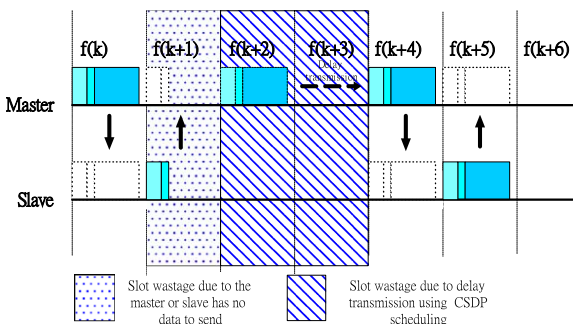 f(k) f(k+1) f(k+2) f(k+3) f(k+4) f(k+5) f(k+6)
Delay
transmission
Master
Slave
Slot wastage due to the
master or slave has no
data to send
Slot wastage due to delay
transmission using CSDP
scheduling